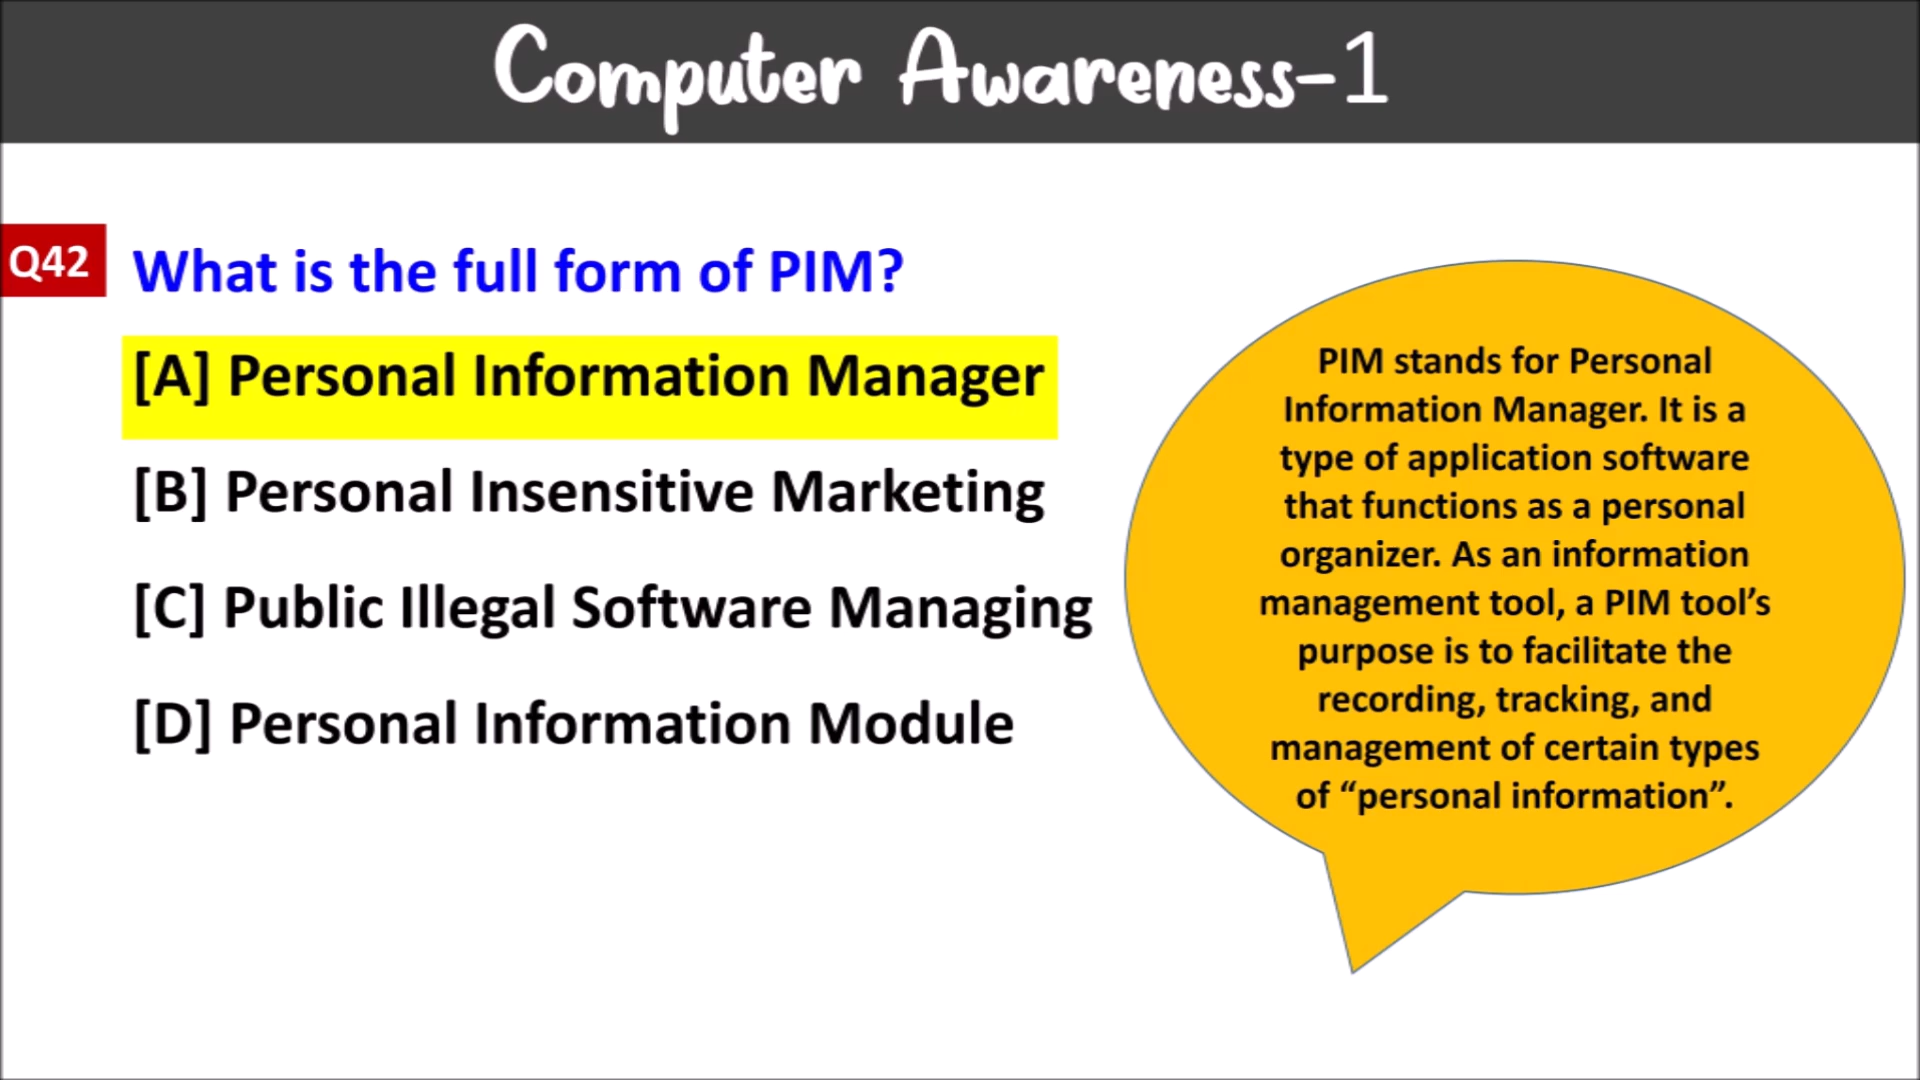 Computer Awareness-1
Q42
What is the full form of PIM?
[A] Personal Information Manager
[B] Personal Insensitive Marketing
[C] Public Illegal Software Managing
[D] Personal Information Module
PIM stands for Personal
Information Manager. It is a
type of application software
that functions as a personal
organizer. As an information
management tool, a PIM tool’s
purpose is to facilitate the
recording, tracking, and
management of certain types
of “personal information”.